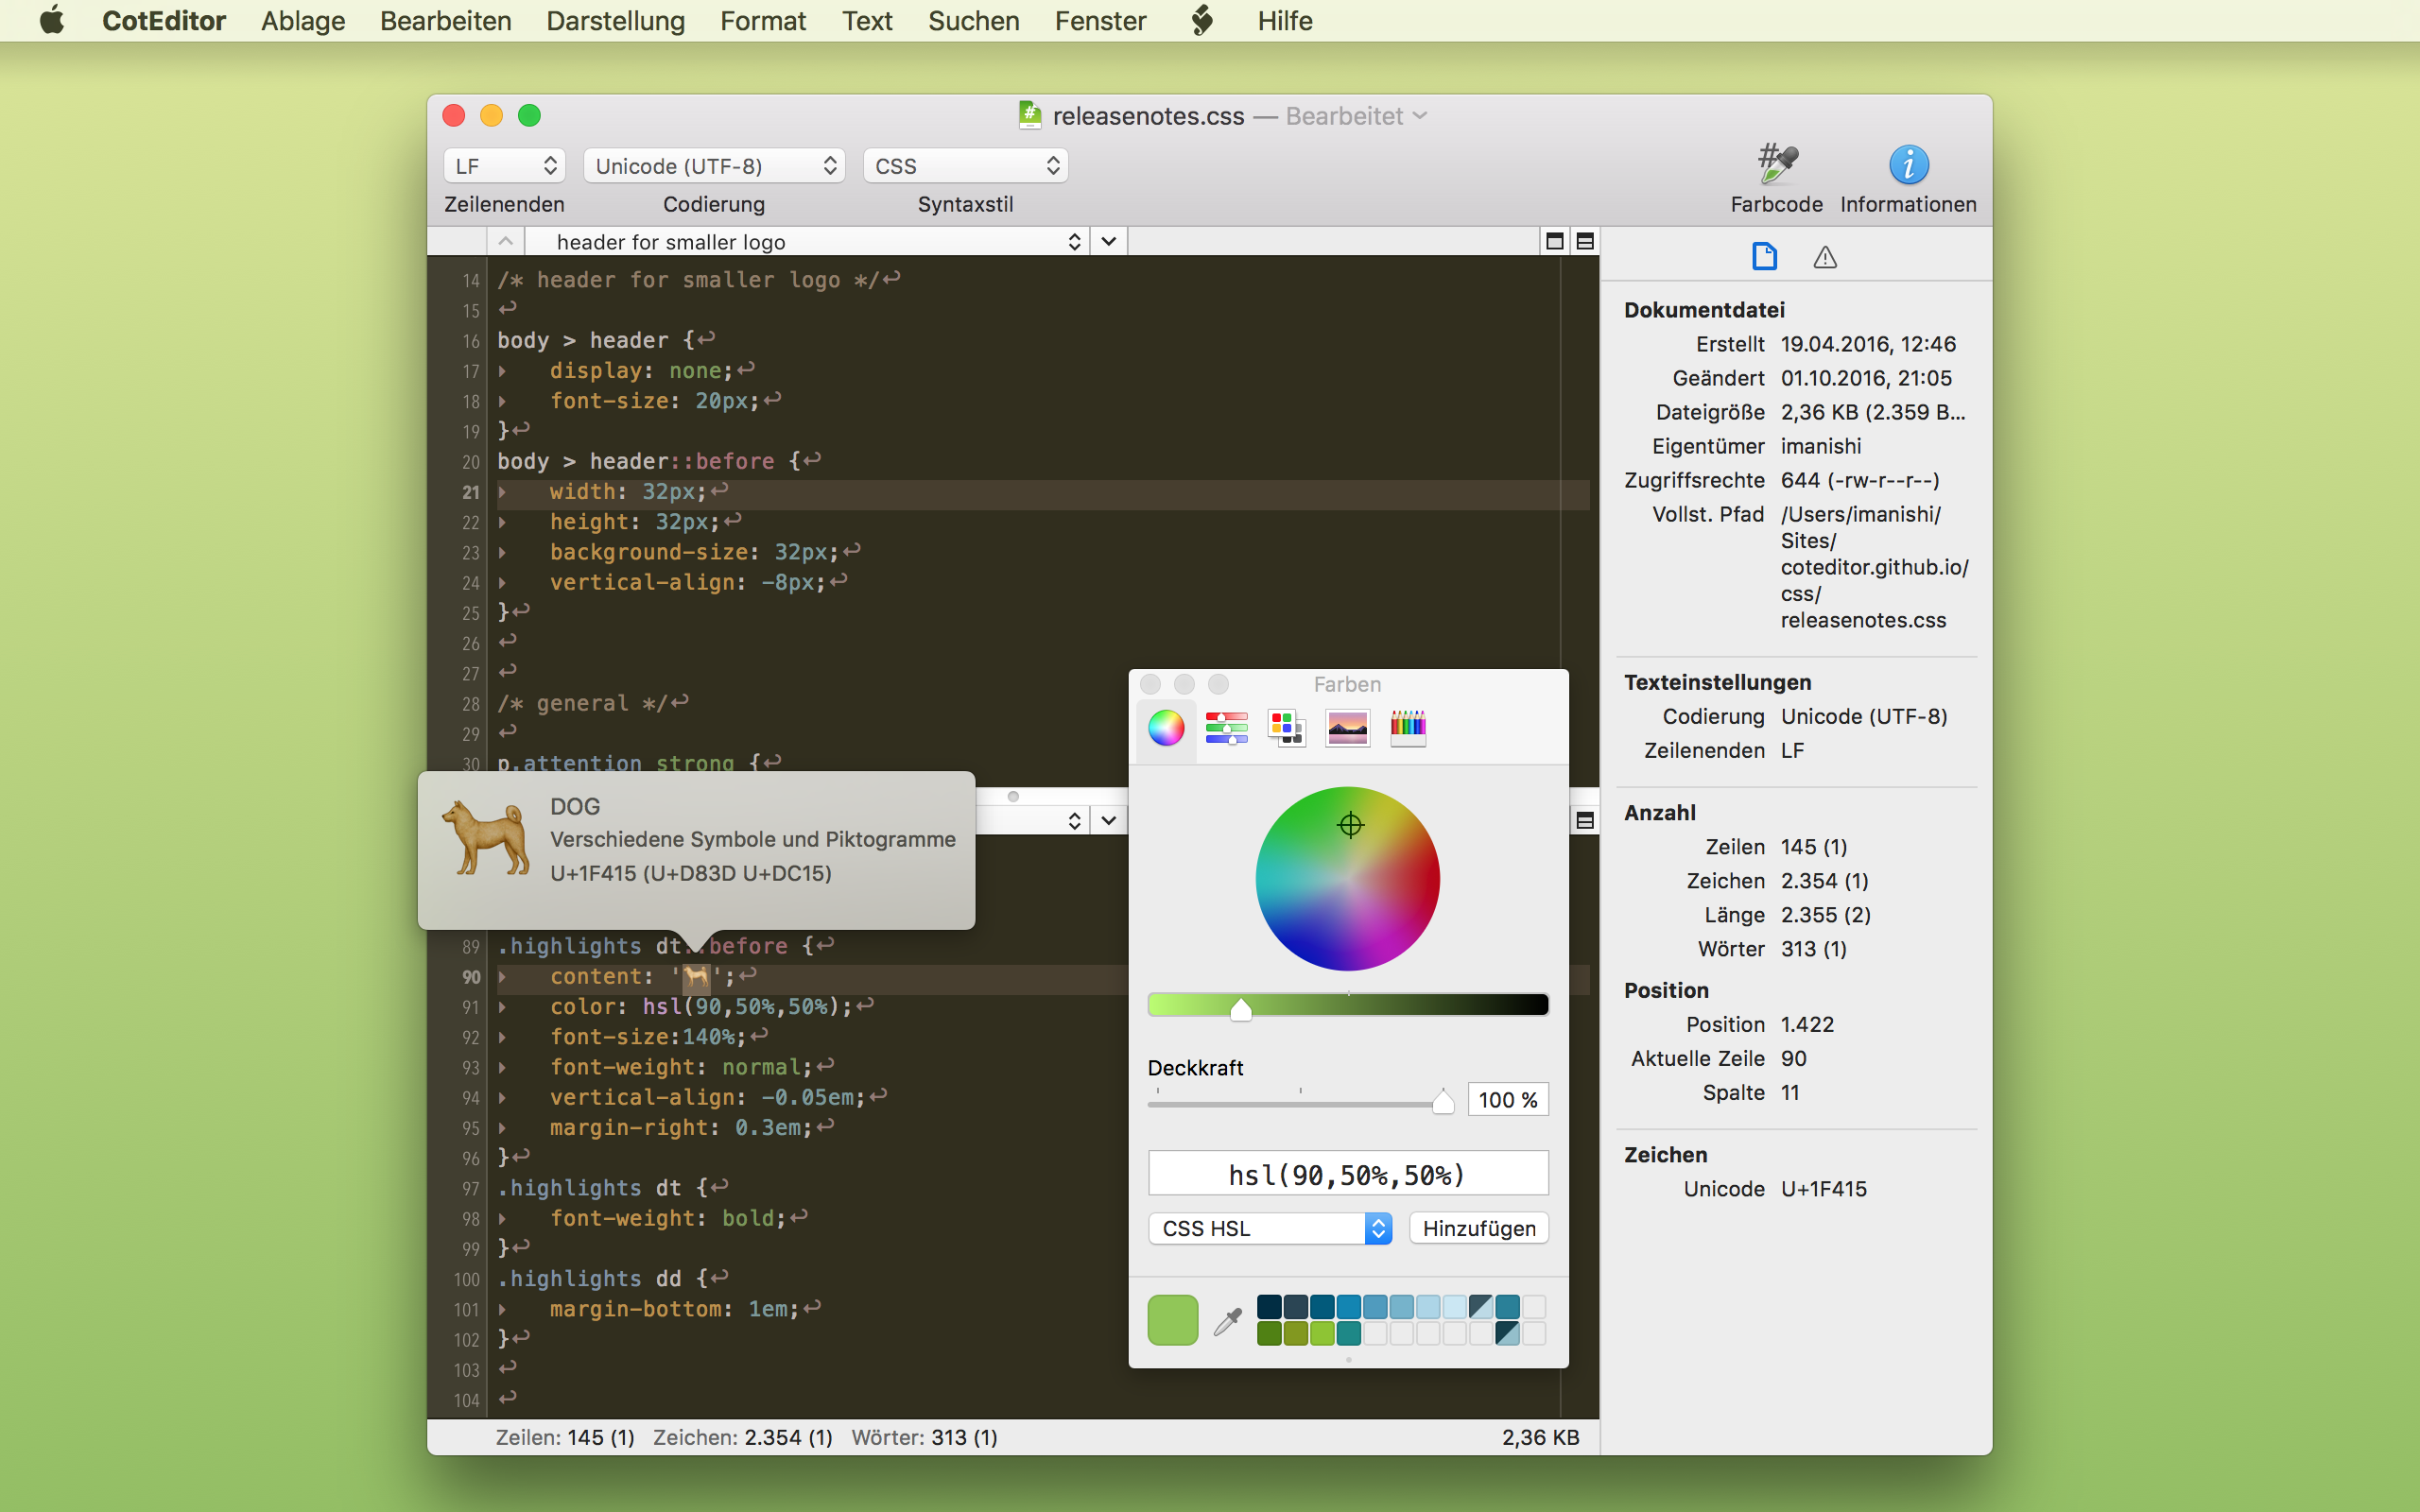 CotEditor Ablage Bearbeiten Darstellung Format Text Suchen Fenster Hilfe
releasenotes.css — Bearbeitet
LF Unicode (UTF-8) CSS
Zeilenenden Codierung Syntaxstil Farbcode Informationen
header for smaller logo
14 /* header for smaller logo */↩
15 ↩
16 body > header {↩
17 display: none;↩
18 font-size: 20px;↩
19 }↩
20 body > header::before {↩
21 width: 32px;↩
22 height: 32px;↩
23 background-size: 32px;↩
24 vertical-align: -8px;↩
25 }↩
26 ↩
27 ↩
28 /* general */↩
29 ↩
30 p.attention strong {↩
DOG
Verschiedene Symbole und Piktogramme
U+1F415 (U+D83D U+DC15)
89 .highlights dt::before {↩
90 content: '🐕';↩
91 color: hsl(90,50%,50%);↩
92 font-size:140%;↩
93 font-weight: normal;↩
94 vertical-align: -0.05em;↩
95 margin-right: 0.3em;↩
96 }↩
97 .highlights dt {↩
98 font-weight: bold;↩
99 }↩
100 .highlights dd {↩
101 margin-bottom: 1em;↩
102 }↩
103 ↩
104 ↩
Zeilen: 145 (1) Zeichen: 2.354 (1) Wörter: 313 (1) 2,36 KB
Farben
Deckkraft
100 %
hsl(90,50%,50%)
CSS HSL Hinzufügen
Dokumentdatei
Erstellt 19.04.2016, 12:46
Geändert 01.10.2016, 21:05
Dateigröße 2,36 KB (2.359 B...
Eigentümer imanishi
Zugriffsrechte 644 (-rw-r--r--)
Vollst. Pfad /Users/imanishi/
Sites/
coteditor.github.io/
css/
releasenotes.css
Texteinstellungen
Codierung Unicode (UTF-8)
Zeilenenden LF
Anzahl
Zeilen 145 (1)
Zeichen 2.354 (1)
Länge 2.355 (2)
Wörter 313 (1)
Position
Position 1.422
Aktuelle Zeile 90
Spalte 11
Zeichen
Unicode U+1F415